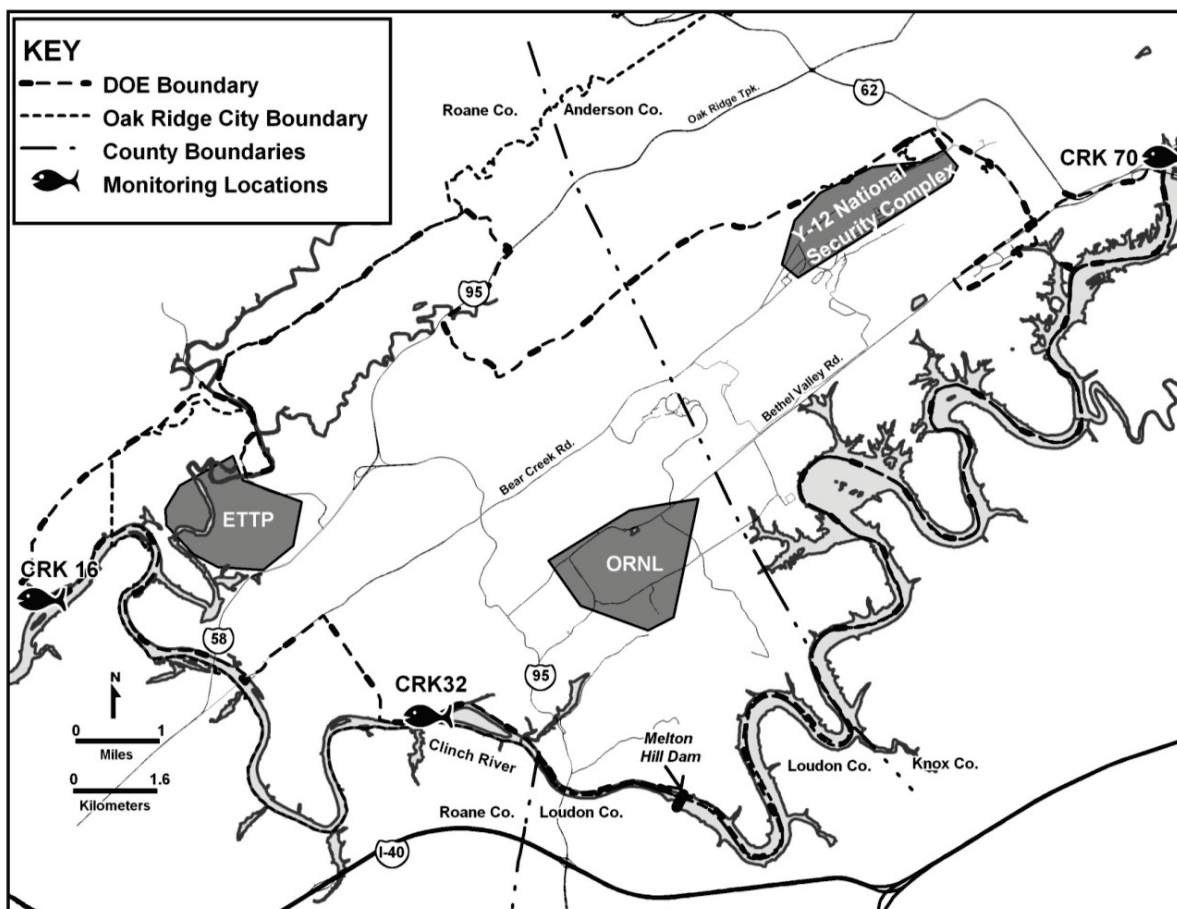 KEY
DOE Boundary
Oak Ridge City Boundary
County Boundaries
Monitoring Locations
Roane Co.
Anderson Co.
Oak Ridge Tpk.
62
CRK 70
Y-12 National
Security Complex
95
Bethel Valley Rd.
Bear Creek Rd.
ETTP
ORNL
CRK 16
58
95
CRK32
N
0 1
Miles
0 1.6
Kilometers
Clinch River
Melton
Hill Dam
Loudon Co.
Knox Co.
Roane Co.
Loudon Co.
I-40